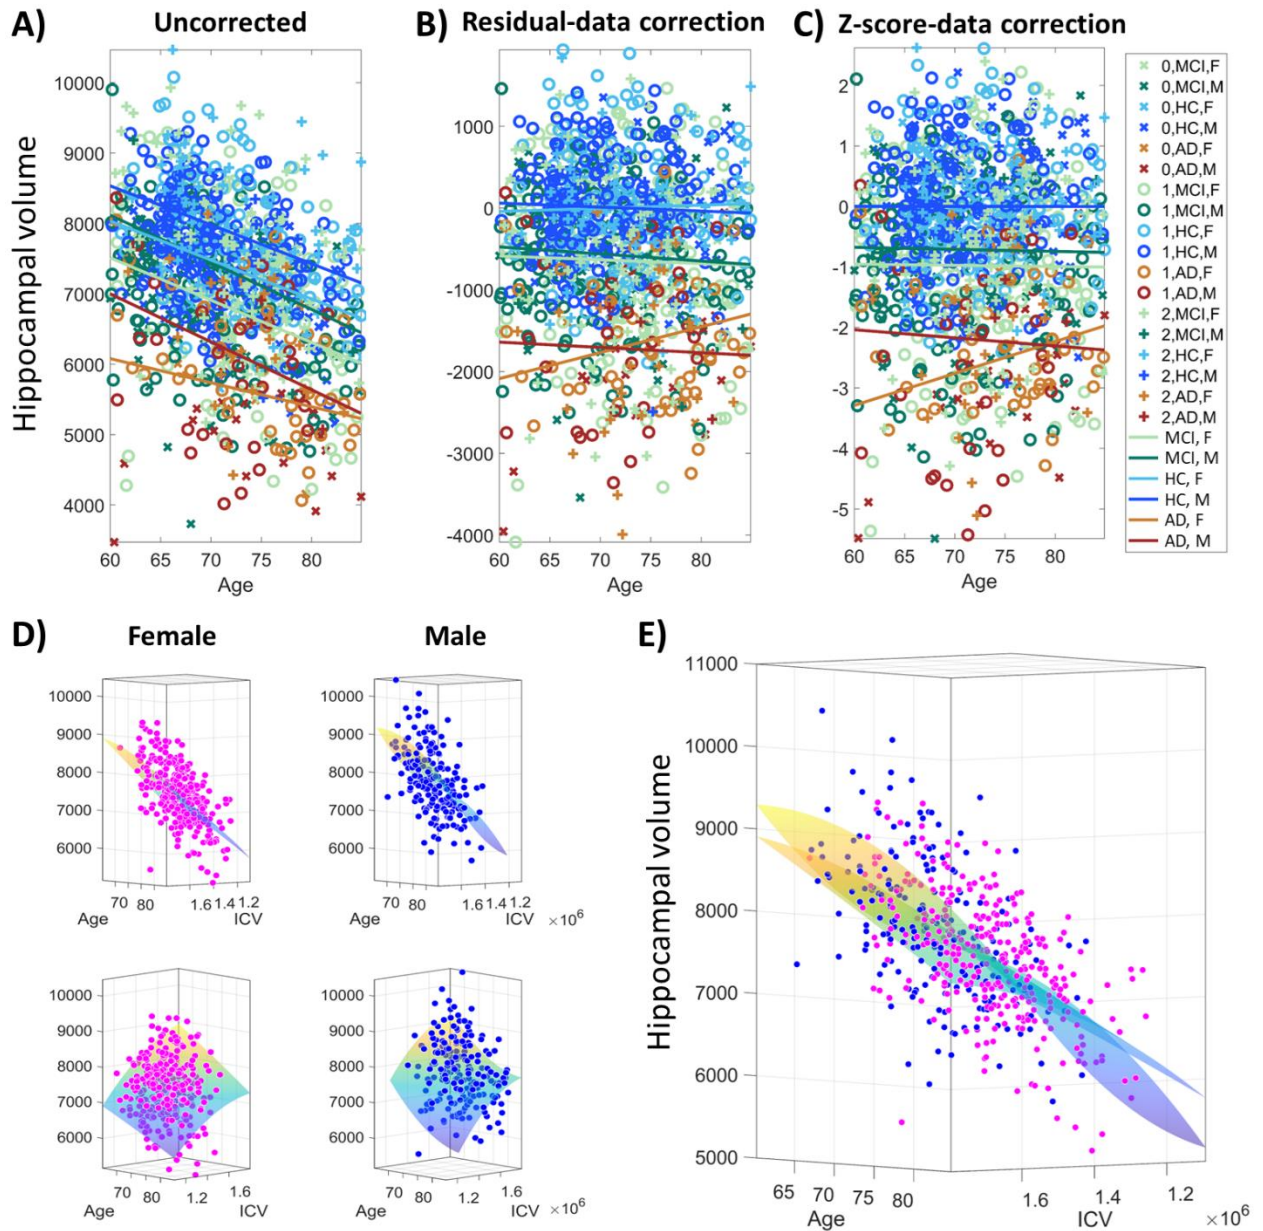 A) Uncorrected
B) Residual-data correction
C) Z-score-data correction
Hippocampal volume
10000
9000
8000
7000
6000
5000
4000
60 65 70 75 80
Age
1000
0
-1000
-2000
-3000
-4000
60 65 70 75 80
Age
2
1
0
-1
-2
-3
-4
-5
60 65 70 75 80
Age
0,MCI,F
0,MCI,M
0,HC,F
0,HC,M
0,AD,F
0,AD,M
1,MCI,F
1,MCI,M
1,HC,F
1,HC,M
1,AD,F
1,AD,M
2,MCI,F
2,MCI,M
2,HC,F
2,HC,M
2,AD,F
2,AD,M
MCI, F
MCI, M
HC, F
HC, M
AD, F
AD, M
D) Female Male
10000
9000
8000
7000
6000
70 80
1.6 1.4 1.2
Age ICV ×10⁶
10000
9000
8000
7000
6000
70 80
1.6 1.4 1.2
Age ICV ×10⁶
10000
9000
8000
7000
6000
70 80
1.2 1.6
Age ICV ×10⁶
10000
9000
8000
7000
6000
70 80
1.2 1.6
Age ICV ×10⁶
E)
Hippocampal volume
11000
10000
9000
8000
7000
6000
5000
65 70 75 80
1.6 1.4 1.2
Age ICV ×10⁶